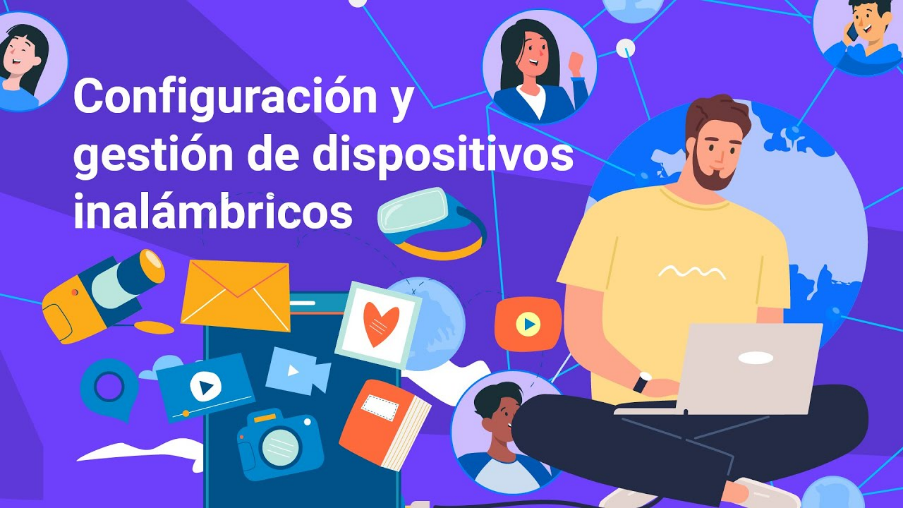 Configuración y
gestión de dispositivos
inalámbricos